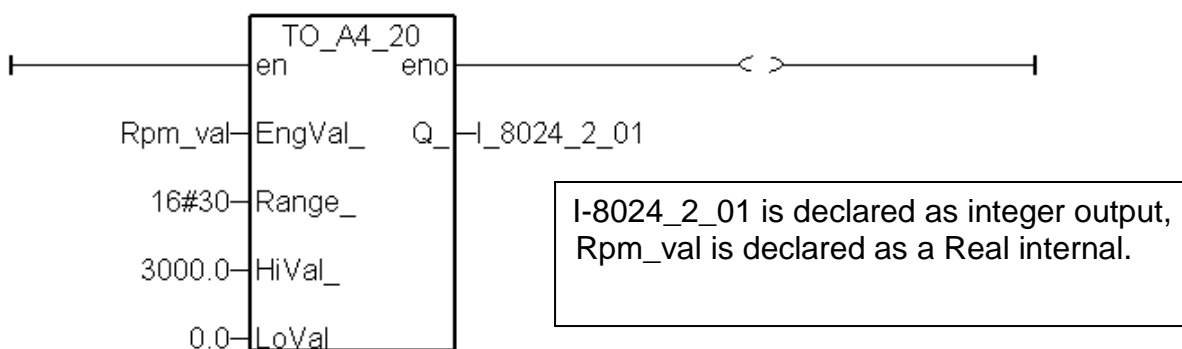 TO_A4_20
en eno
Rpm_val EngVal_ Q_ I_8024_2_01
16#30 Range_
3000.0 HiVal_
0.0 LoVal
I-8024_2_01 is declared as integer output,
Rpm_val is declared as a Real internal.